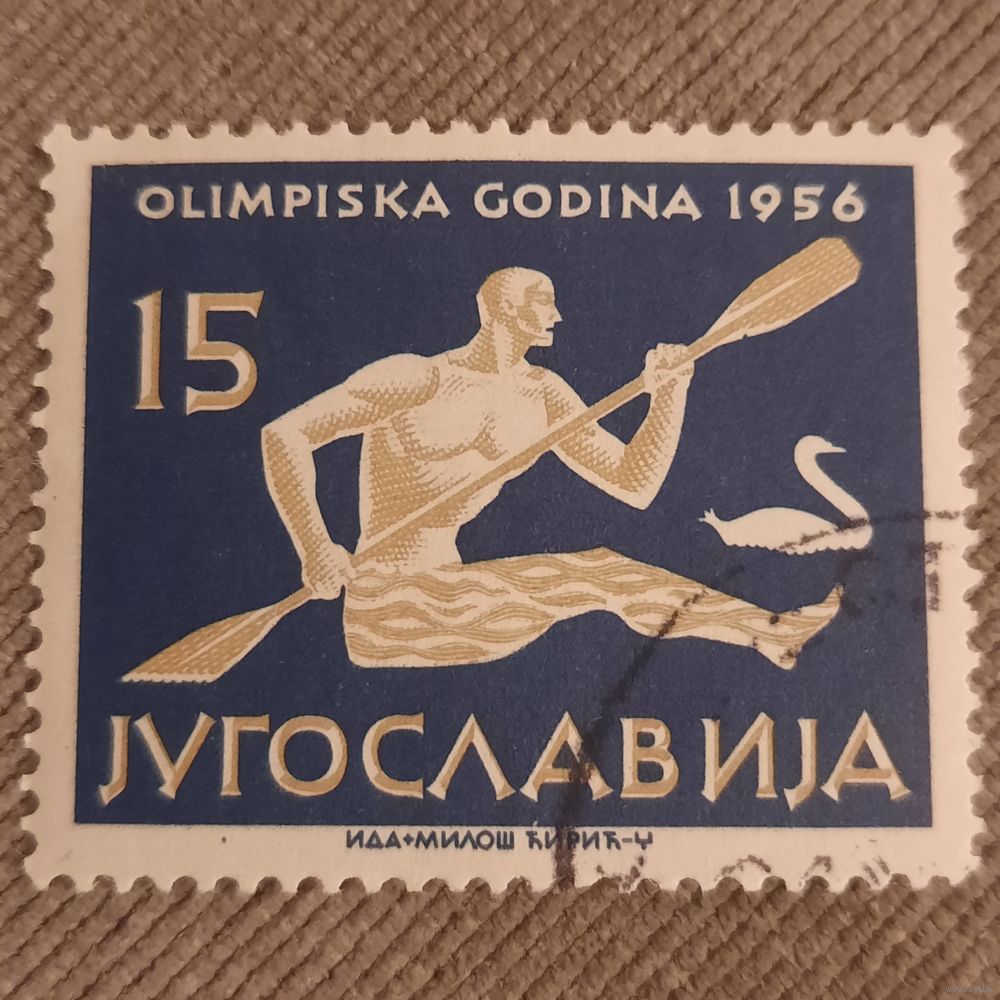 OLIMPISKA GODINA 1956
15
ЈУГОСЛАВИЈА
ИДА+МИЛОШ ЋИРИЋ-Џ